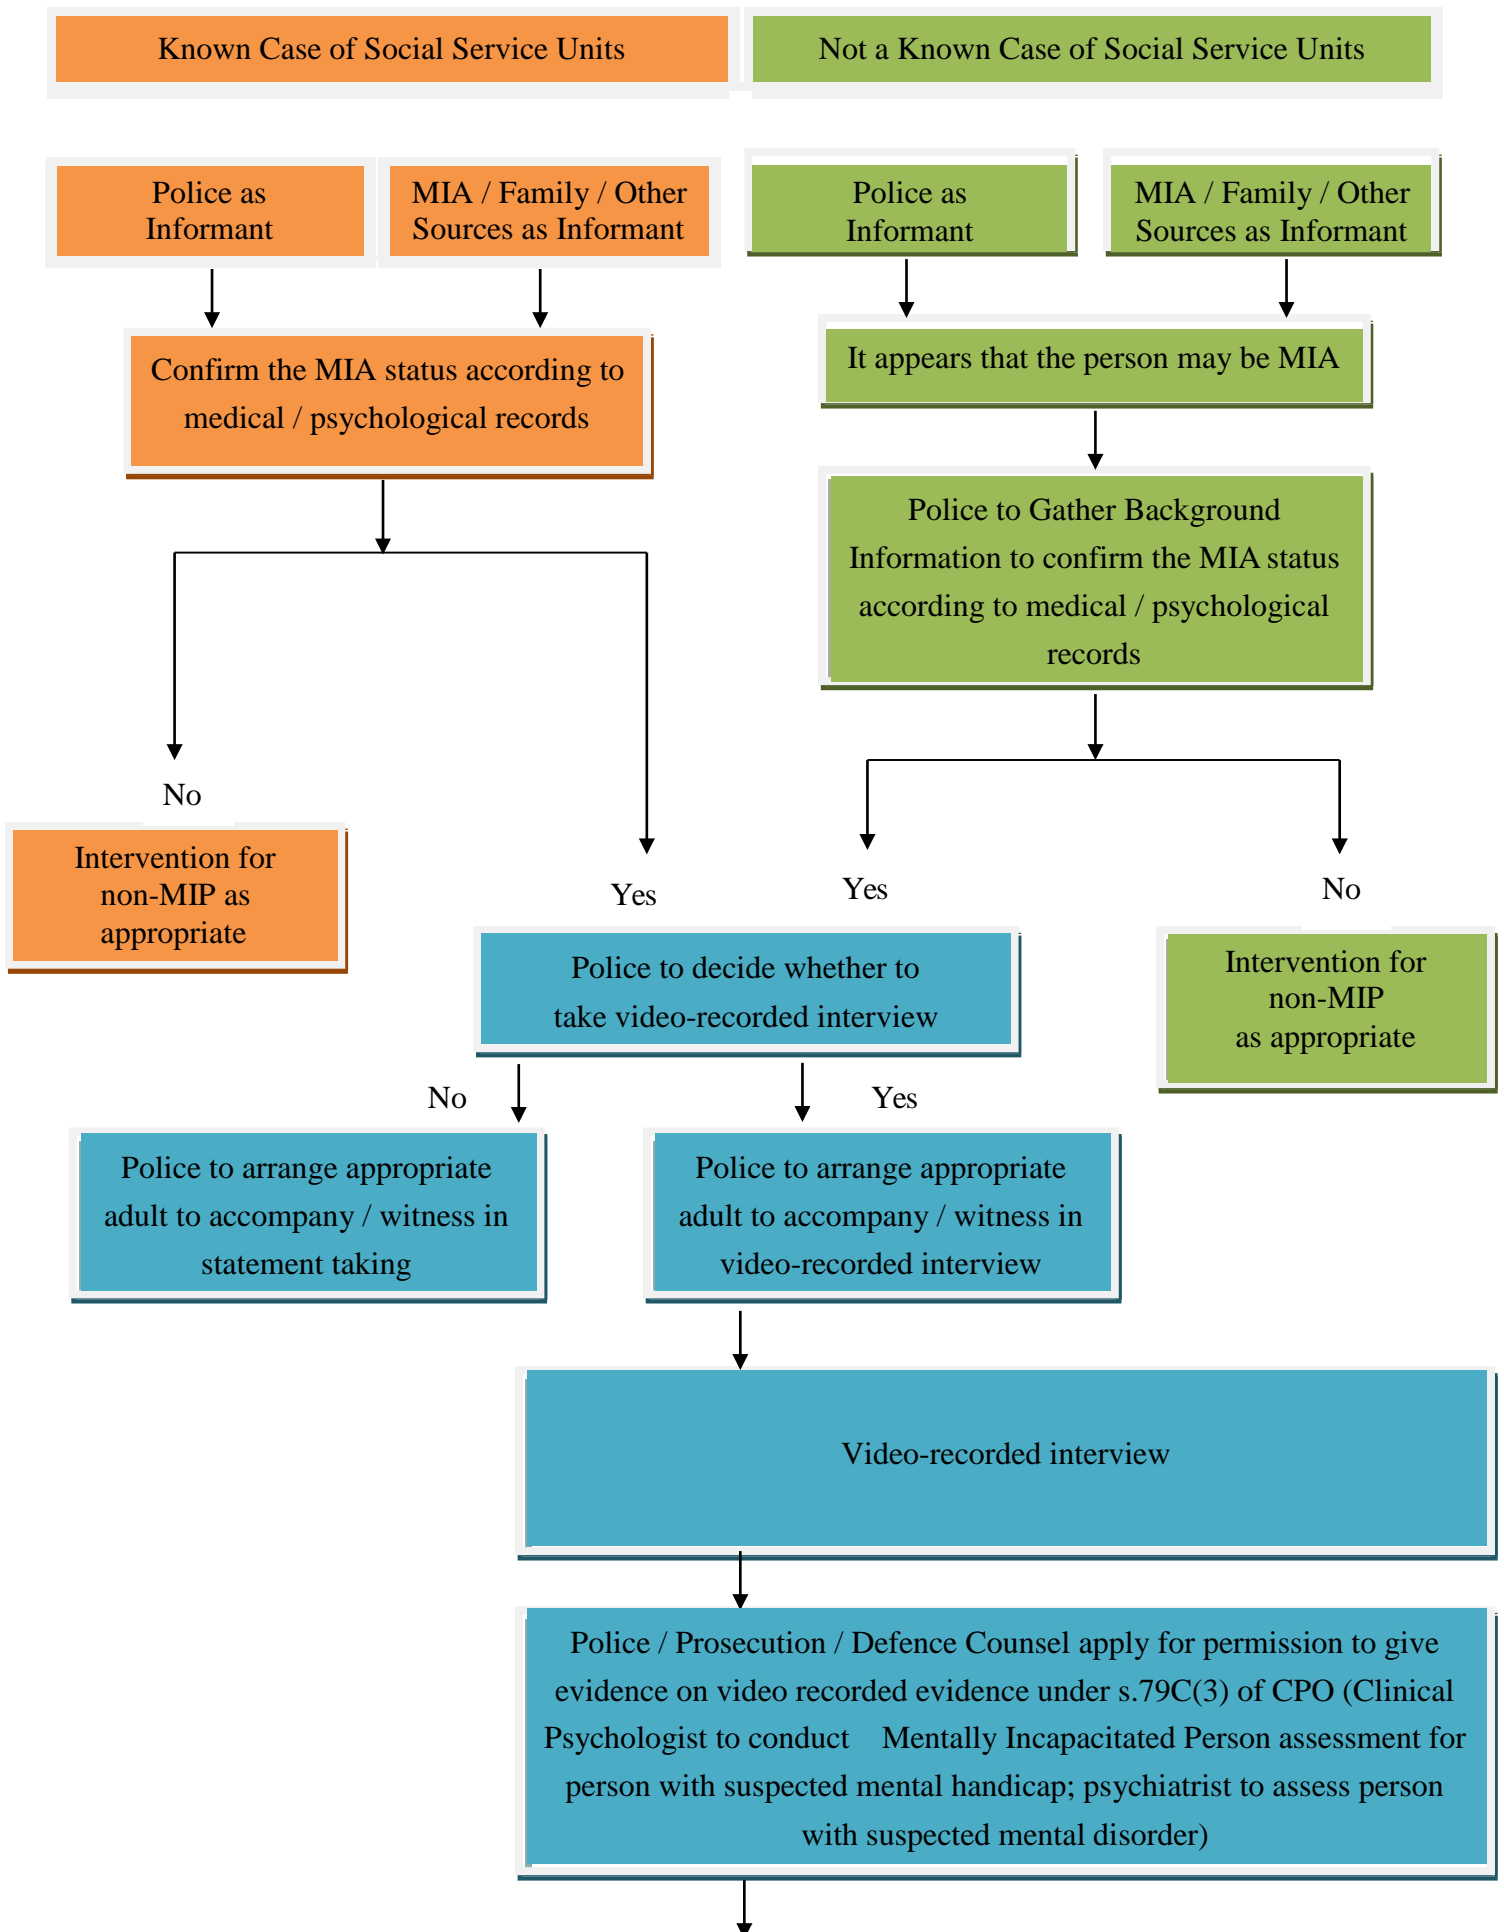 Known Case of Social Service Units
Not a Known Case of Social Service Units
Police as
Informant
MIA / Family / Other
Sources as Informant
Police as
Informant
MIA / Family / Other
Sources as Informant
Confirm the MIA status according to
medical / psychological records
It appears that the person may be MIA
Police to Gather Background
Information to confirm the MIA status
according to medical / psychological
records
No
Intervention for
non-MIP as
appropriate
Yes
Yes
No
Intervention for
non-MIP
as appropriate
Police to decide whether to
take video-recorded interview
No
Yes
Police to arrange appropriate
adult to accompany / witness in
statement taking
Police to arrange appropriate
adult to accompany / witness in
video-recorded interview
Video-recorded interview
Police / Prosecution / Defence Counsel apply for permission to give
evidence on video recorded evidence under s.79C(3) of CPO (Clinical
Psychologist to conduct Mentally Incapacitated Person assessment for
person with suspected mental handicap; psychiatrist to assess person
with suspected mental disorder)